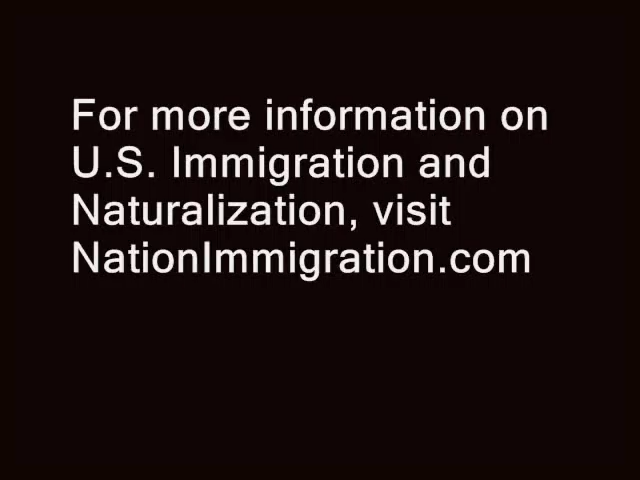 For more information on
U.S. Immigration and
Naturalization, visit
NationImmigration.com